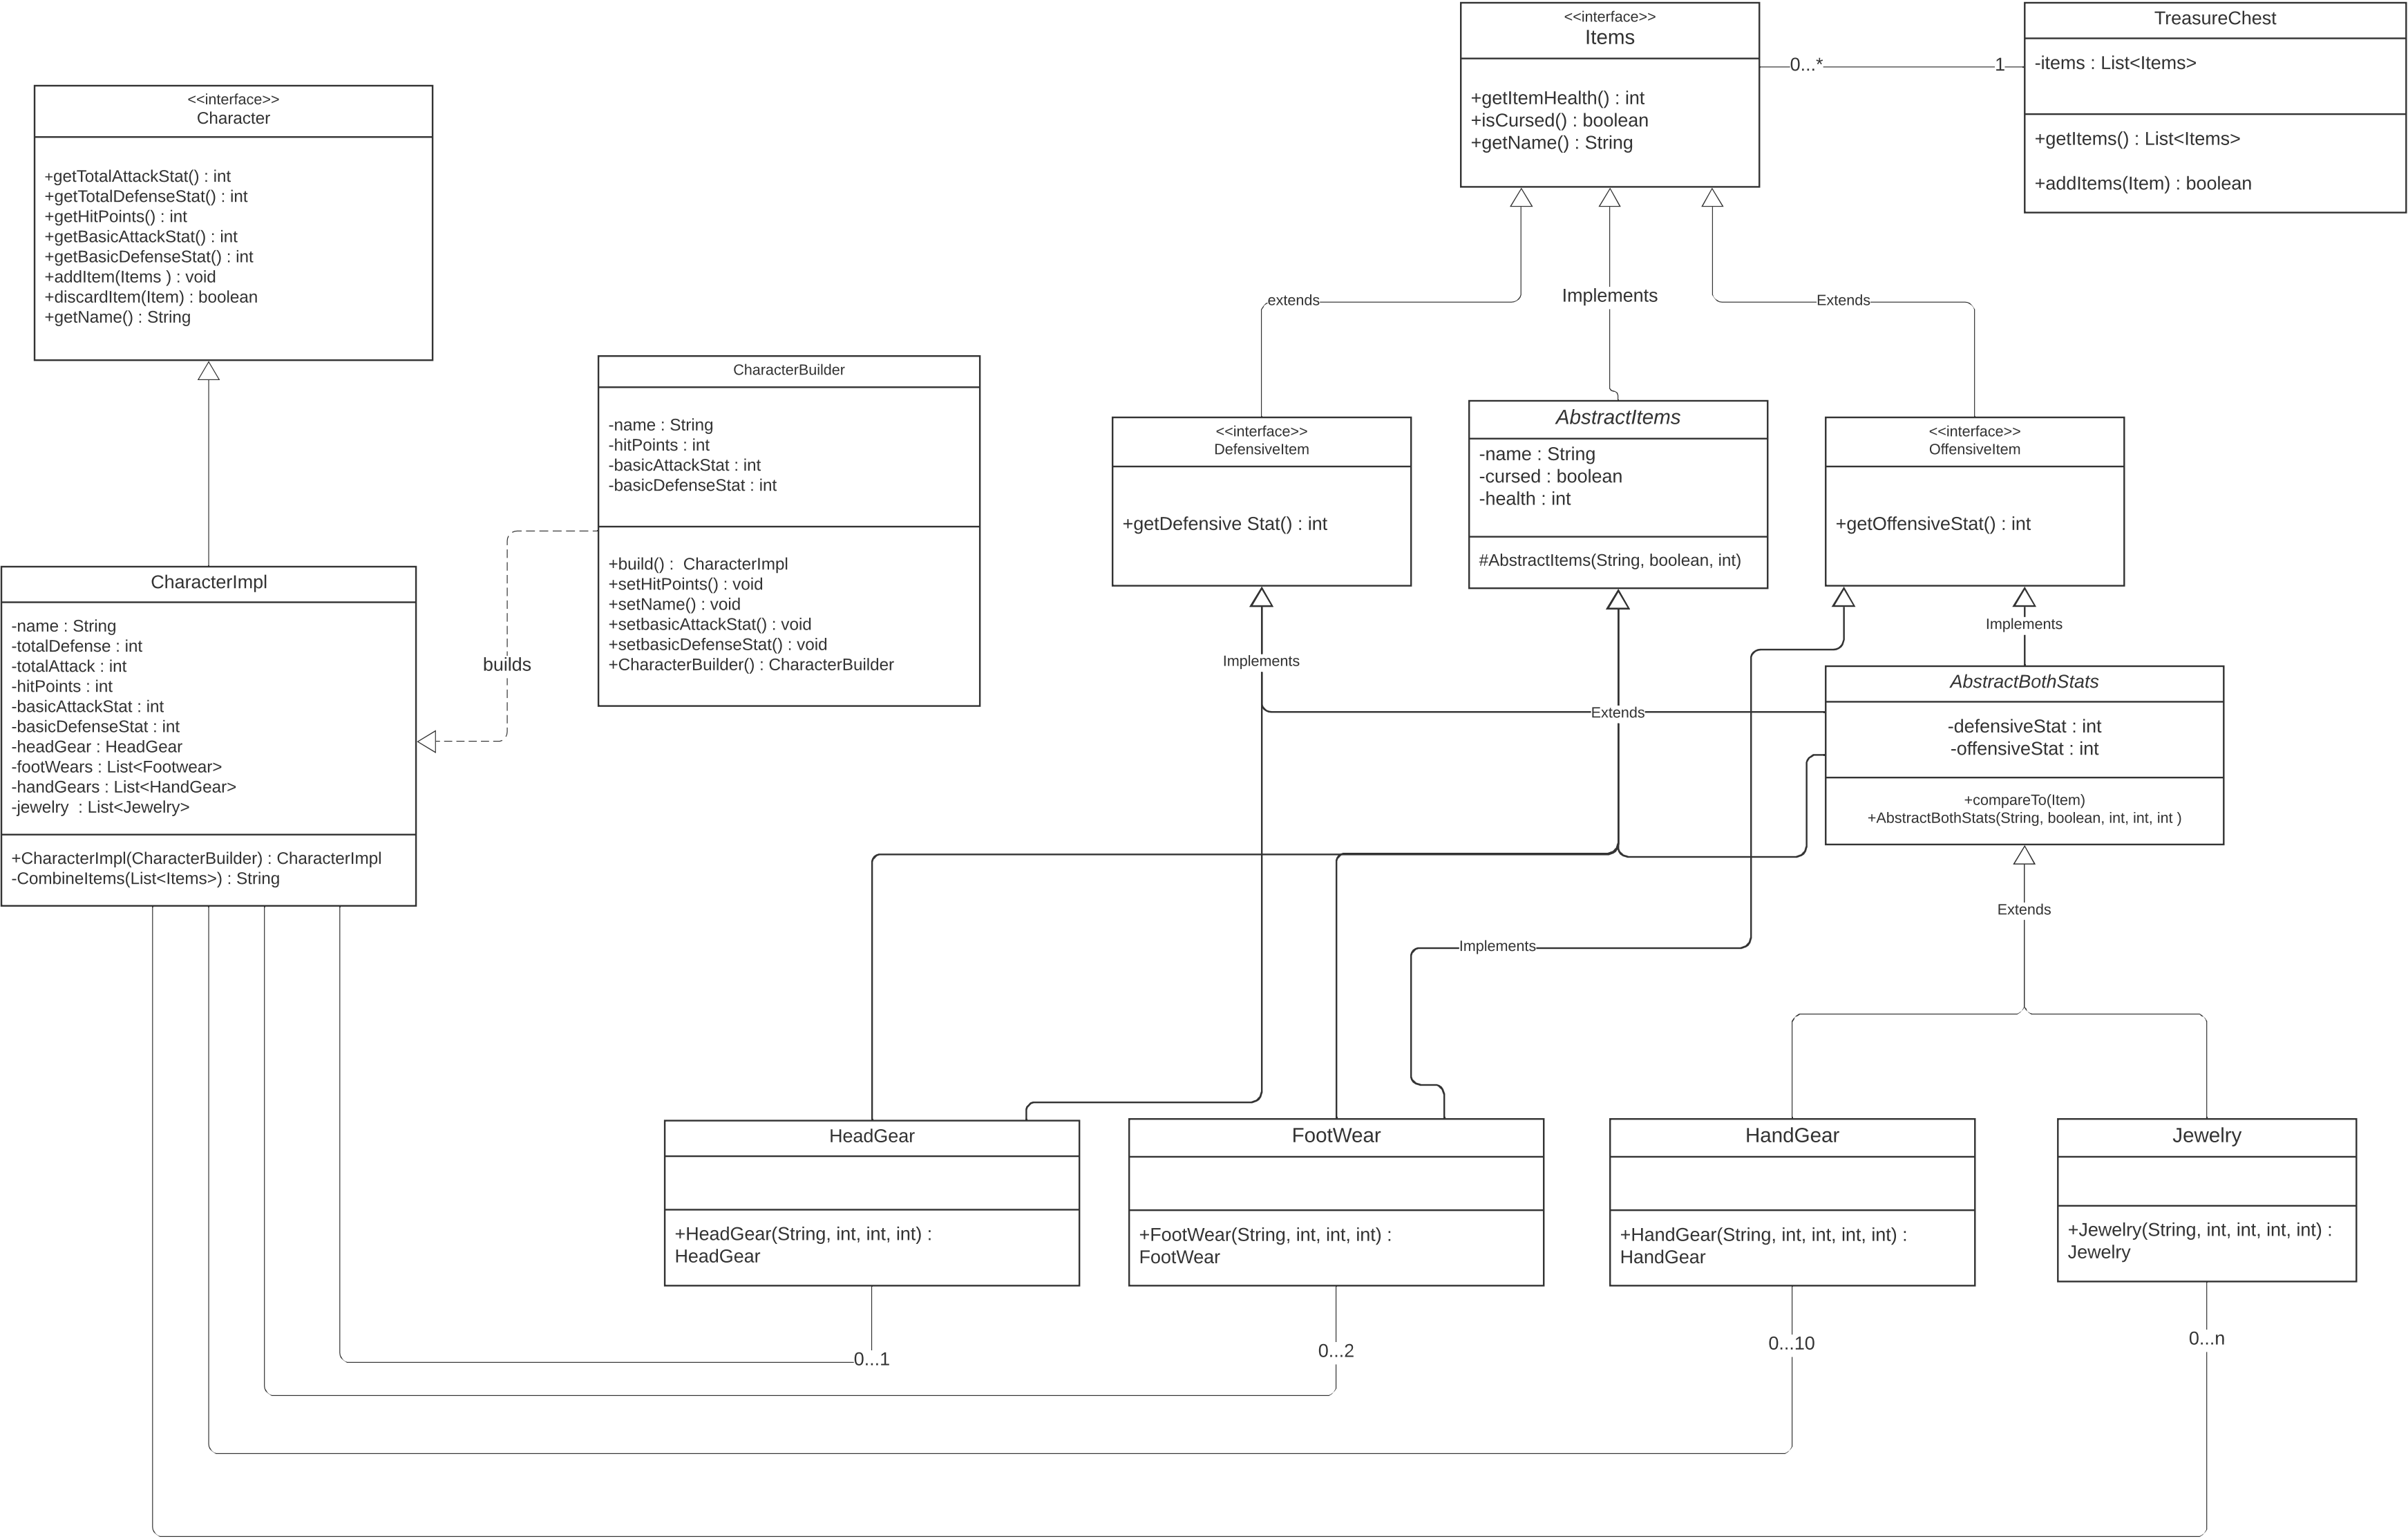 <<interface>>
Items
+getItemHealth() : int
+isCursed() : boolean
+getName() : String
0...*
1
TreasureChest
-items : List<Items>
+getItems() : List<Items>
+addItems(Item) : boolean
<<interface>>
Character
+getTotalAttackStat() : int
+getTotalDefenseStat() : int
+getHitPoints() : int
+getBasicAttackStat() : int
+getBasicDefenseStat() : int
+addItem(Items ) : void
+discardItem(Item) : boolean
+getName() : String
extends
Implements
Extends
CharacterBuilder
-name : String
-hitPoints : int
-basicAttackStat : int
-basicDefenseStat : int
+build() :  CharacterImpl
+setHitPoints() : void
+setName() : void
+setbasicAttackStat() : void
+setbasicDefenseStat() : void
+CharacterBuilder() : CharacterBuilder
builds
<<interface>>
DefensiveItem
+getDefensive Stat() : int
AbstractItems
-name : String
-cursed : boolean
-health : int
#AbstractItems(String, boolean, int)
<<interface>>
OffensiveItem
+getOffensiveStat() : int
CharacterImpl
-name : String
-totalDefense : int
-totalAttack : int
-hitPoints : int
-basicAttackStat : int
-basicDefenseStat : int
-headGear : HeadGear
-footWears : List<Footwear>
-handGears : List<HandGear>
-jewelry  : List<Jewelry>
+CharacterImpl(CharacterBuilder) : CharacterImpl
-CombineItems(List<Items>) : String
Implements
Extends
Implements
AbstractBothStats
-defensiveStat : int
-offensiveStat : int
+compareTo(Item)
+AbstractBothStats(String, boolean, int, int, int )
Implements
Extends
HeadGear
+HeadGear(String, int, int, int) :
HeadGear
FootWear
+FootWear(String, int, int, int) :
FootWear
HandGear
+HandGear(String, int, int, int, int) :
HandGear
Jewelry
+Jewelry(String, int, int, int, int) :
Jewelry
0...1
0...2
0...10
0...n